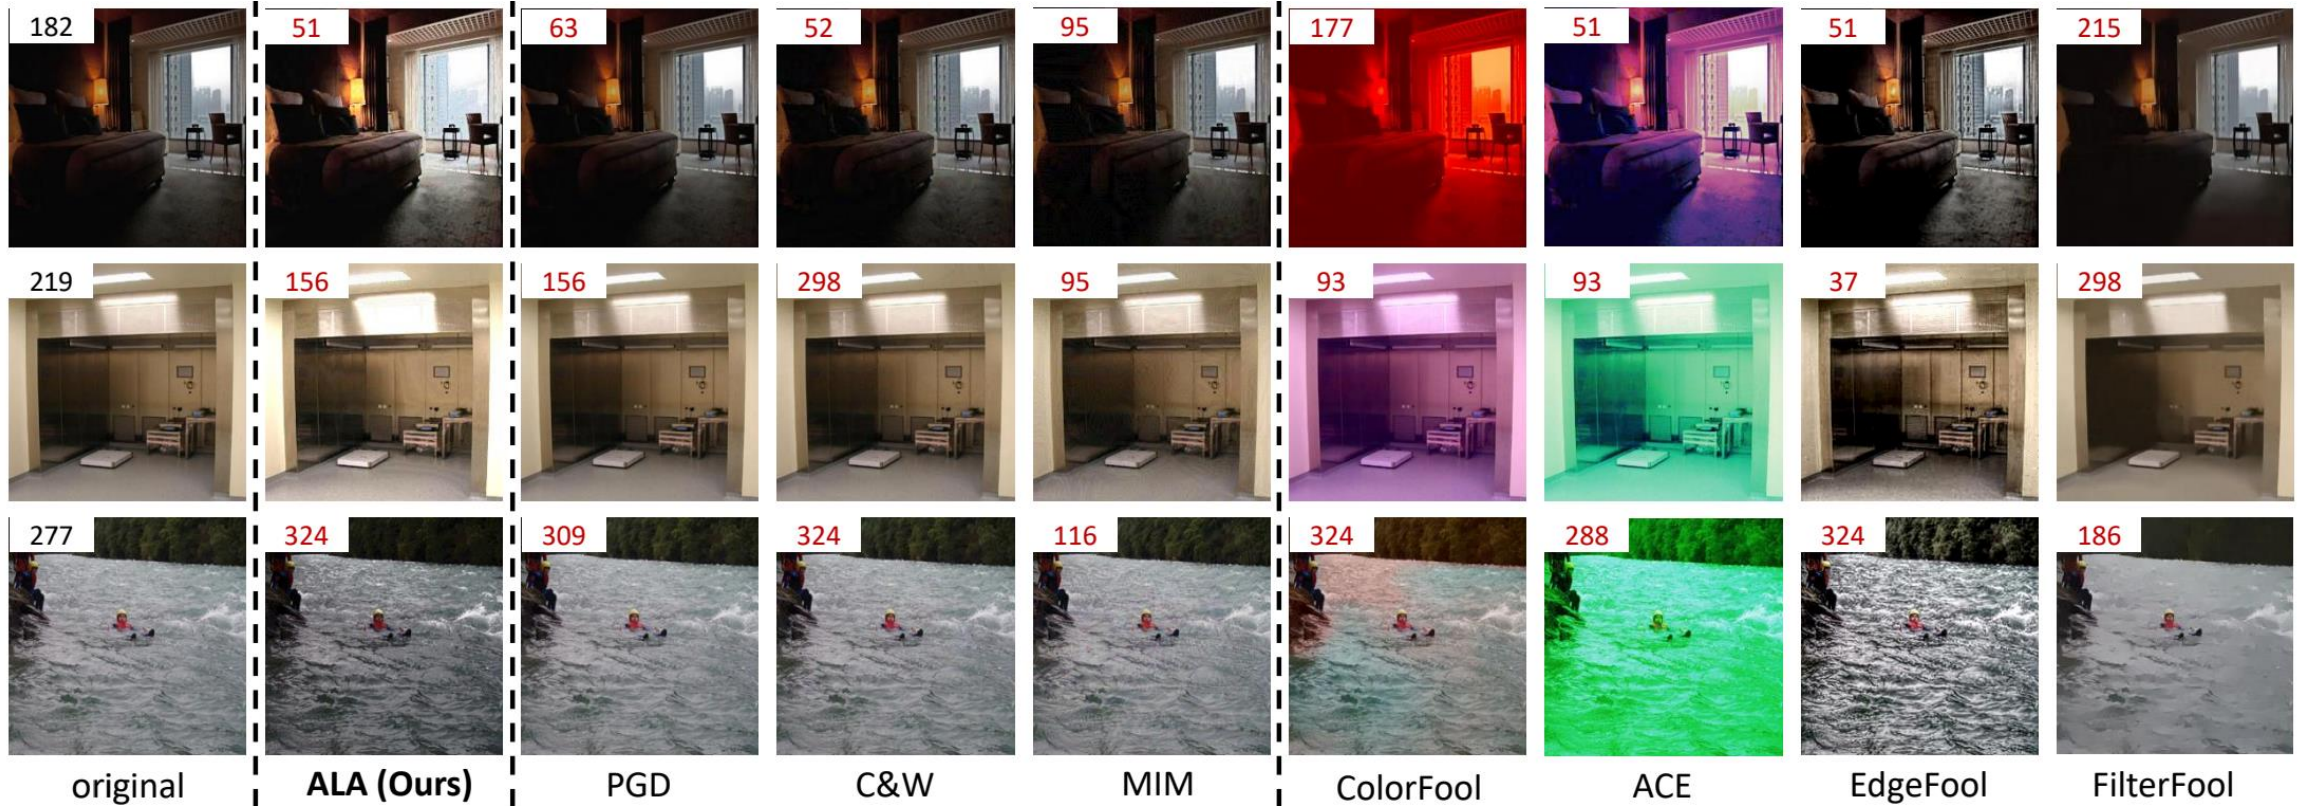 182 51 63 52 95 177 51 51 215
219 156 156 298 95 93 93 37 298
277 324 309 324 116 324 288 324 186
original ALA (Ours) PGD C&W MIM ColorFool ACE EdgeFool FilterFool